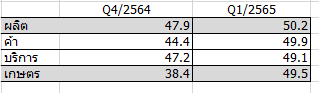 Q4/2564 Q1/2565
ผลิต 47.9 50.2
ค้า 44.4 49.9
บริการ 47.2 49.1
เกษตร 38.4 49.5